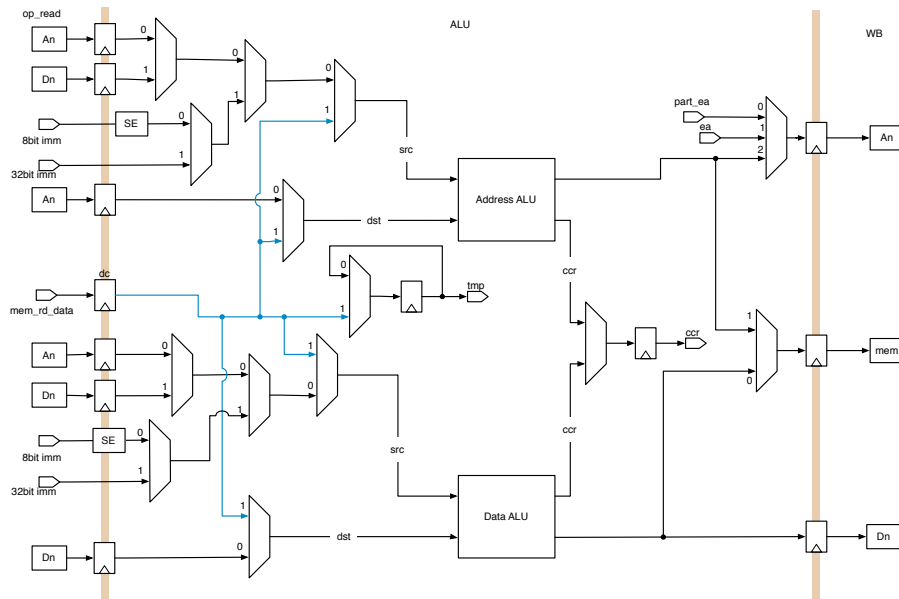 op_read
ALU
WB
An
0
Dn
1
0
1
0
1
8bit imm
SE
0
32bit imm
1
An
0
1
src
dst
Address ALU
part_ea
0
ea
1
2
An
dc
mem_rd_data
0
1
tmp
ccr
ccr
1
0
mem
An
0
Dn
1
0
1
1
0
8bit imm
SE
0
32bit imm
1
src
ccr
Data ALU
1
0
dst
Dn
Dn